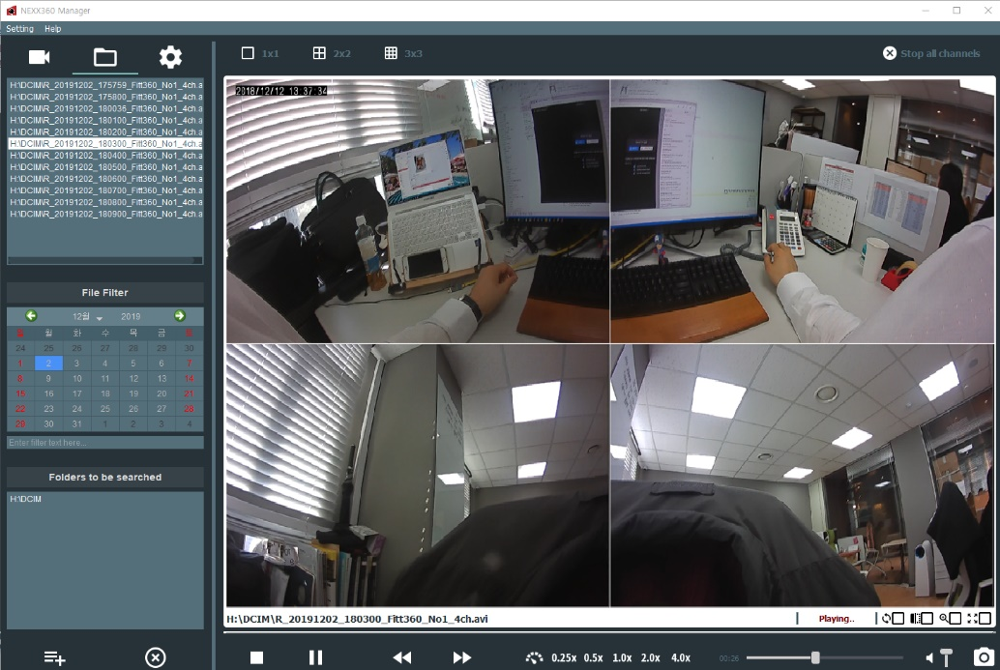 NEXX360 Manager
Setting Help
1x1 2x2 3x3 Stop all channels
H:\DCIM\R_20191202_175759_Fitt360_No1_4ch.a
H:\DCIM\R_20191202_175800_Fitt360_No1_4ch.a
H:\DCIM\R_20191202_180036_Fitt360_No1_4ch.a
H:\DCIM\R_20191202_180100_Fitt360_No1_4ch.a
H:\DCIM\R_20191202_180200_Fitt360_No1_4ch.a
H:\DCIM\R_20191202_180300_Fitt360_No1_4ch.a
H:\DCIM\R_20191202_180400_Fitt360_No1_4ch.a
H:\DCIM\R_20191202_180500_Fitt360_No1_4ch.a
H:\DCIM\R_20191202_180600_Fitt360_No1_4ch.a
H:\DCIM\R_20191202_180700_Fitt360_No1_4ch.a
H:\DCIM\R_20191202_180800_Fitt360_No1_4ch.a
H:\DCIM\R_20191202_180900_Fitt360_No1_4ch.a
File Filter
12월 2019
일 월 화 수 목 금 토
24 25 26 27 28 29 30
1 2 3 4 5 6 7
8 9 10 11 12 13 14
15 16 17 18 19 20 21
22 23 24 25 26 27 28
29 30 31 1 2 3 4
Enter filter text here...
Folders to be searched
H:\DCIM
2018/12/12 13:37:34
H:\DCIM\R_20191202_180300_Fitt360_No1_4ch.avi
Playing..
0.25x 0.5x 1.0x 2.0x 4.0x 00:26